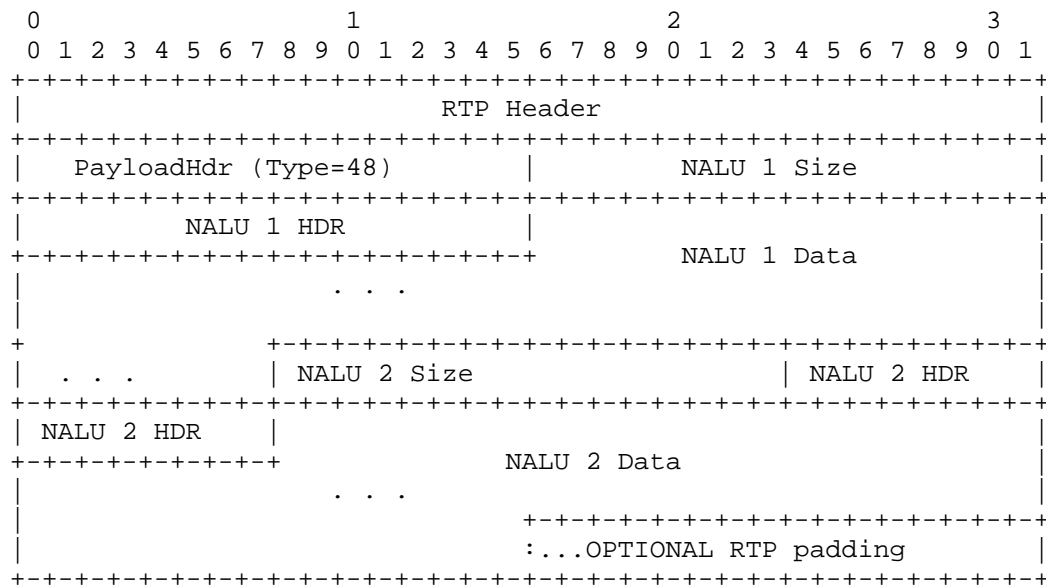 0                   1                   2                   3
 0 1 2 3 4 5 6 7 8 9 0 1 2 3 4 5 6 7 8 9 0 1 2 3 4 5 6 7 8 9 0 1
+-+-+-+-+-+-+-+-+-+-+-+-+-+-+-+-+-+-+-+-+-+-+-+-+-+-+-+-+-+-+-+-+
|                          RTP Header                           |
+-+-+-+-+-+-+-+-+-+-+-+-+-+-+-+-+-+-+-+-+-+-+-+-+-+-+-+-+-+-+-+-+
|   PayloadHdr (Type=48)        |         NALU 1 Size           |
+-+-+-+-+-+-+-+-+-+-+-+-+-+-+-+-+-+-+-+-+-+-+-+-+-+-+-+-+-+-+-+-+
|          NALU 1 HDR           |                               |
+-+-+-+-+-+-+-+-+-+-+-+-+-+-+-+-+         NALU 1 Data           |
|                   . . .                                       |
|                                                               |
+               +-+-+-+-+-+-+-+-+-+-+-+-+-+-+-+-+-+-+-+-+-+-+-+-+
|  . . .        | NALU 2 Size                   | NALU 2 HDR    |
+-+-+-+-+-+-+-+-+-+-+-+-+-+-+-+-+-+-+-+-+-+-+-+-+-+-+-+-+-+-+-+-+
| NALU 2 HDR    |                                               |
+-+-+-+-+-+-+-+-+              NALU 2 Data                      |
|                   . . .                                       |
|                               +-+-+-+-+-+-+-+-+-+-+-+-+-+-+-+-+
|                               :...OPTIONAL RTP padding        |
+-+-+-+-+-+-+-+-+-+-+-+-+-+-+-+-+-+-+-+-+-+-+-+-+-+-+-+-+-+-+-+-+